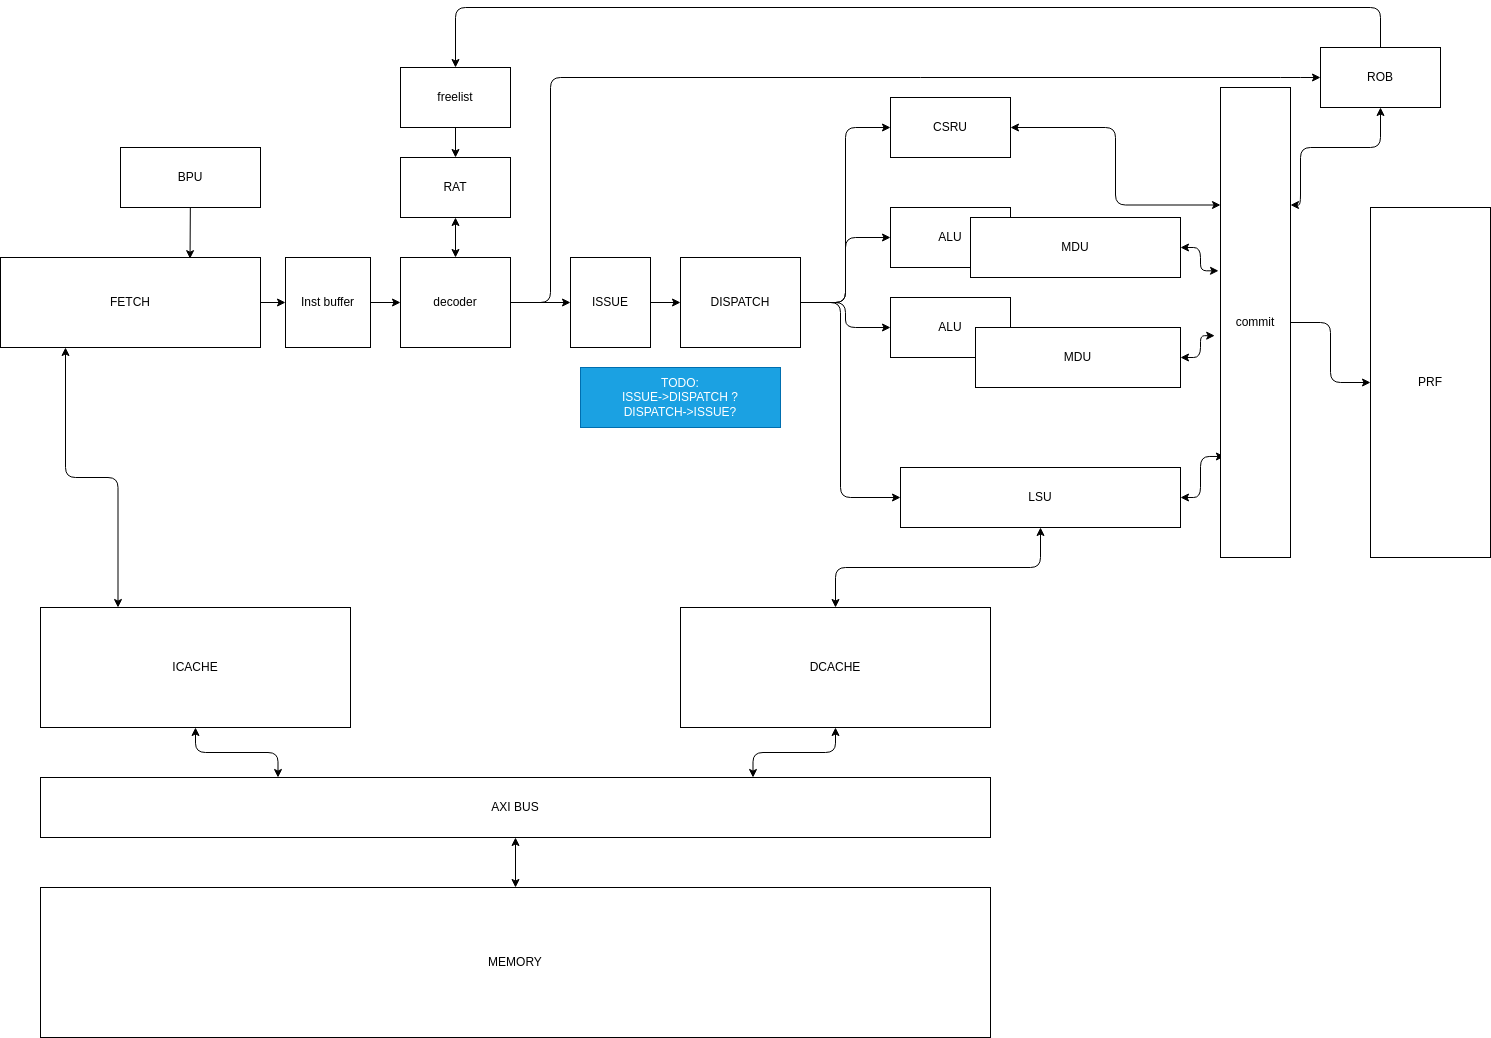 ROB
freelist
CSRU
BPU
RAT
ALU
MDU
FETCH
Inst buffer
decoder
ISSUE
DISPATCH
ALU
MDU
commit
PRF
TODO:
ISSUE->DISPATCH ?
DISPATCH->ISSUE?
LSU
ICACHE
DCACHE
AXI BUS
MEMORY